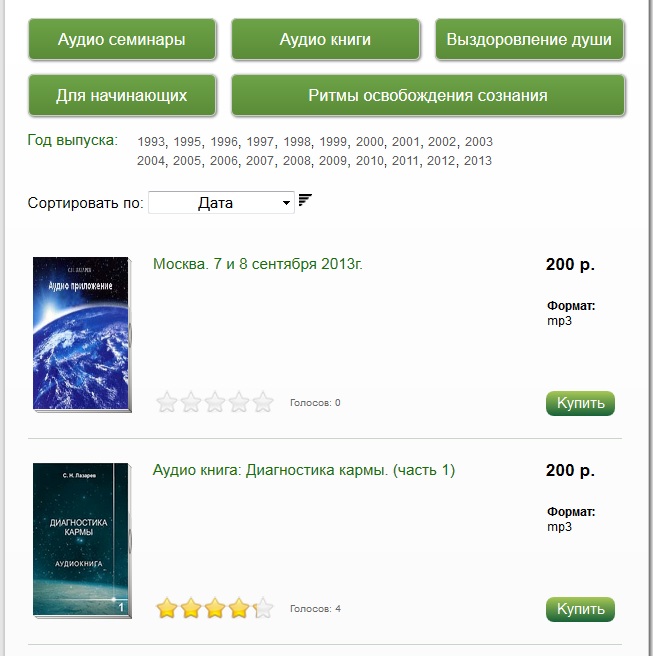 Аудио семинары
Аудио книги
Выздоровление души
Для начинающих
Ритмы освобождения сознания
Год выпуска:
1993, 1995, 1996, 1997, 1998, 1999, 2000, 2001, 2002, 2003
2004, 2005, 2006, 2007, 2008, 2009, 2010, 2011, 2012, 2013
Сортировать по: Дата
С.Н. ЛАЗАРЕВ
Аудио приложение
Москва. 7 и 8 сентября 2013г.
200 р.
Формат:
mp3
Голосов: 0
Купить
С. Н. Лазарев
ДИАГНОСТИКА
КАРМЫ
АУДИОКНИГА
1
Аудио книга: Диагностика кармы. (часть 1)
200 р.
Формат:
mp3
Голосов: 4
Купить